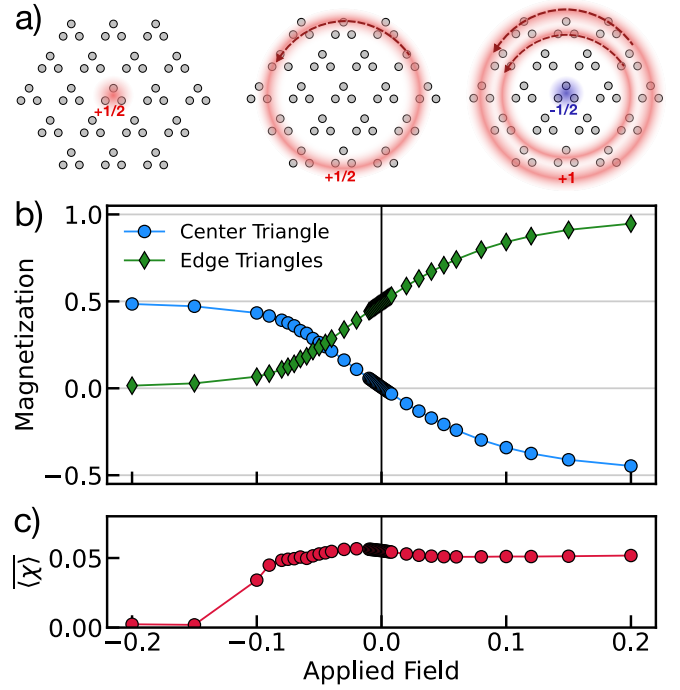 a)
+1/2
+1/2
-1/2
+1
b)
Magnetization
1.0
0.5
0.0
−0.5
Center Triangle
Edge Triangles
c)
⟨χ⟩
0.05
0.00
−0.2 −0.1 0.0 0.1 0.2
Applied Field